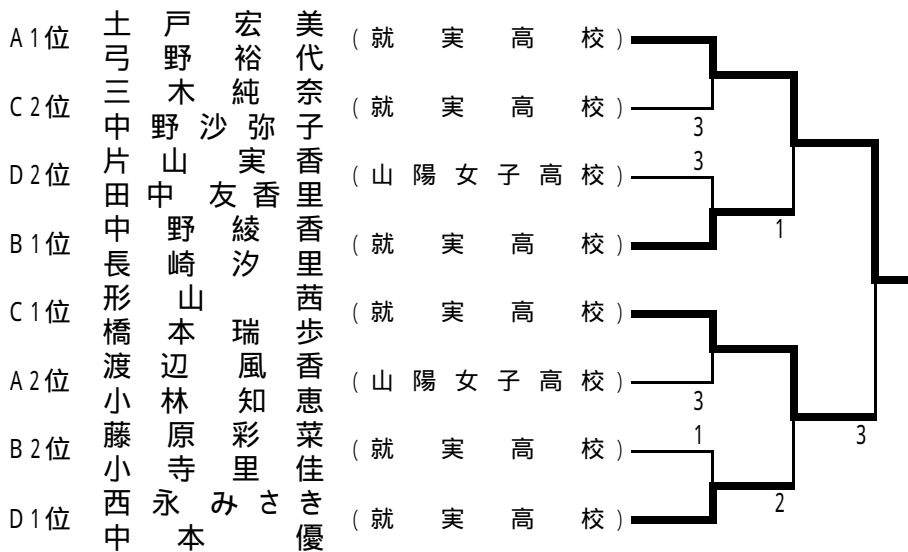 土戸宏美
A1位 (就実高校)
弓野裕代
三木純奈
C2位 (就実高校)
中野沙弥子
3
片山実香
3
D2位 (山陽女子高校)
田中友香里
中野綾香
1
B1位 (就実高校)
長崎汐里
形山茜
C1位 (就実高校)
橋本瑞歩
渡辺風香
A2位 (山陽女子高校)
小林知恵
3
藤原彩菜
1
3
B2位 (就実高校)
小寺里佳
西永みさき
2
D1位 (就実高校)
中本優